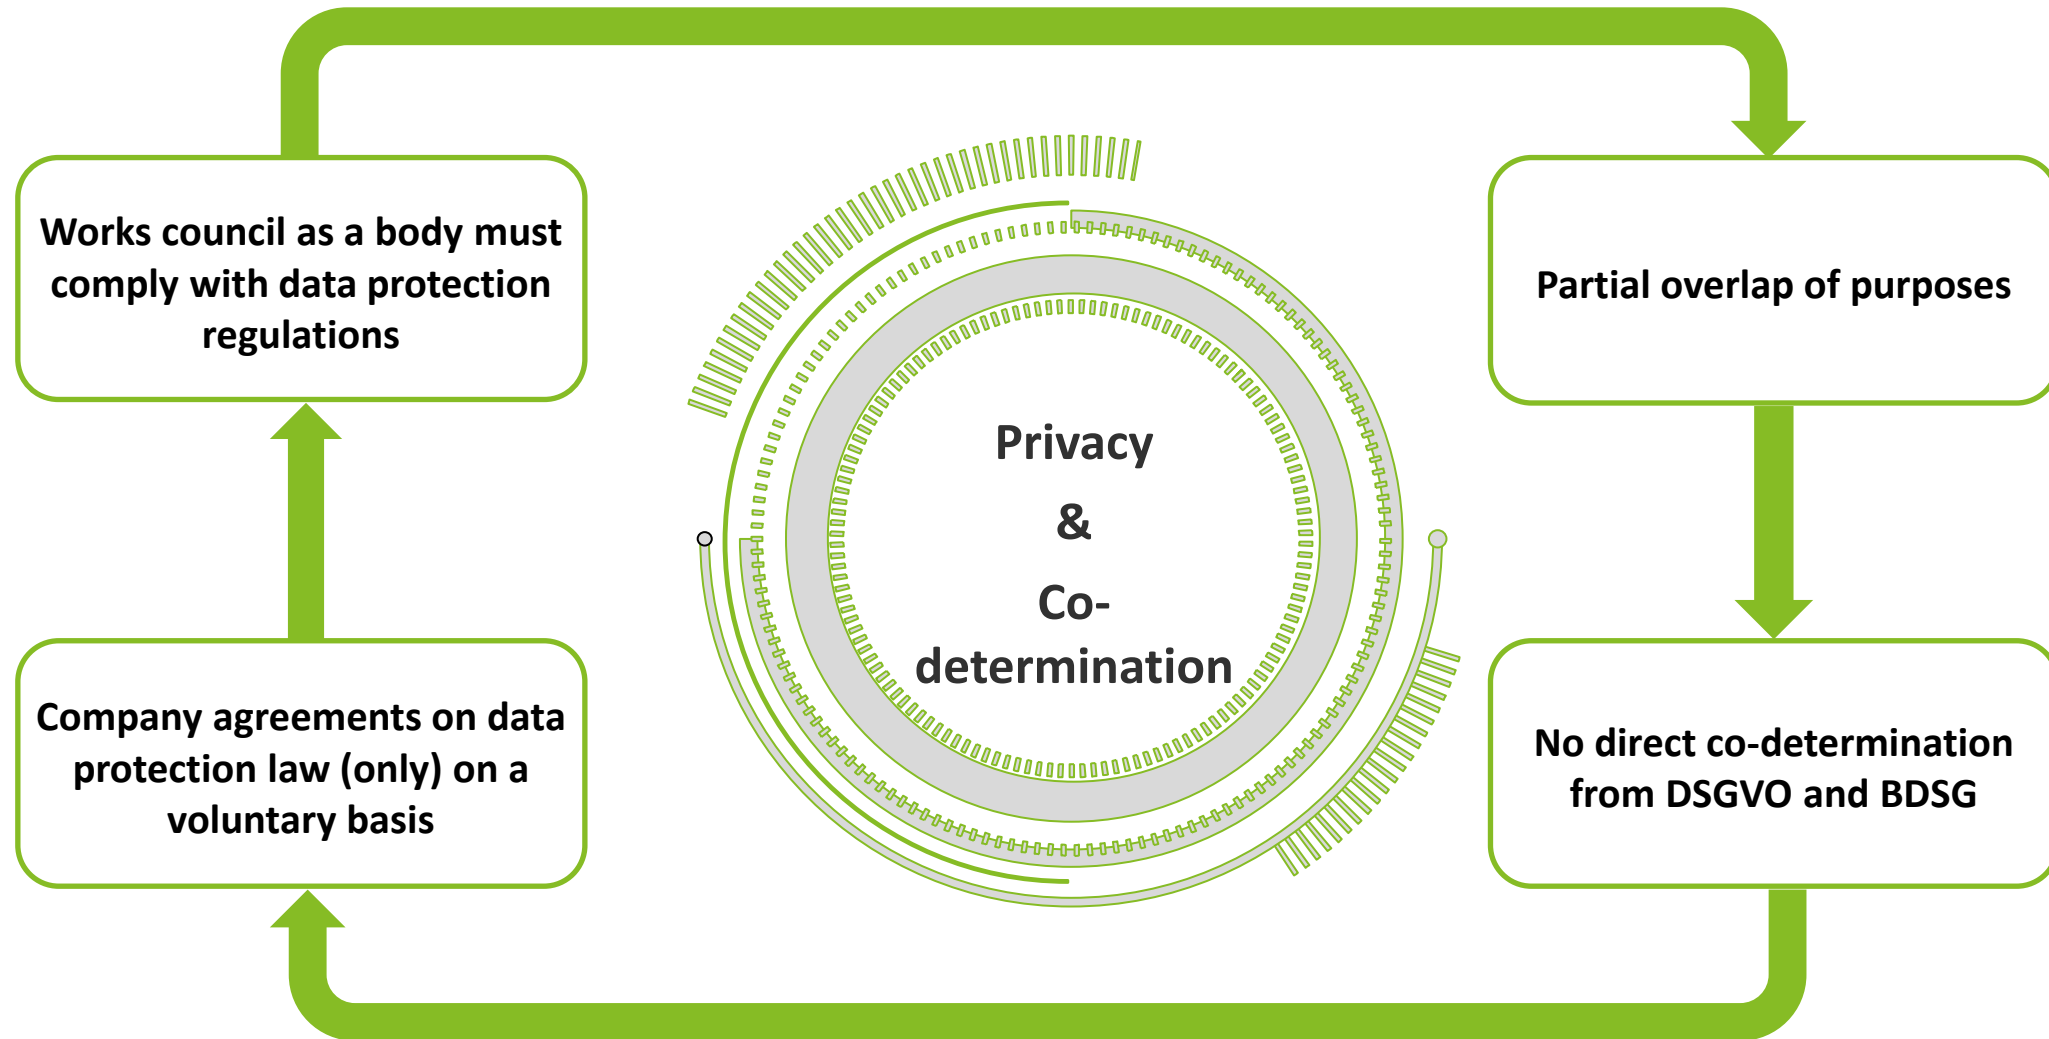 Works council as a body must
comply with data protection
regulations
Partial overlap of purposes
Privacy
&
Co-
determination
Company agreements on data
protection law (only) on a
voluntary basis
No direct co-determination
from DSGVO and BDSG